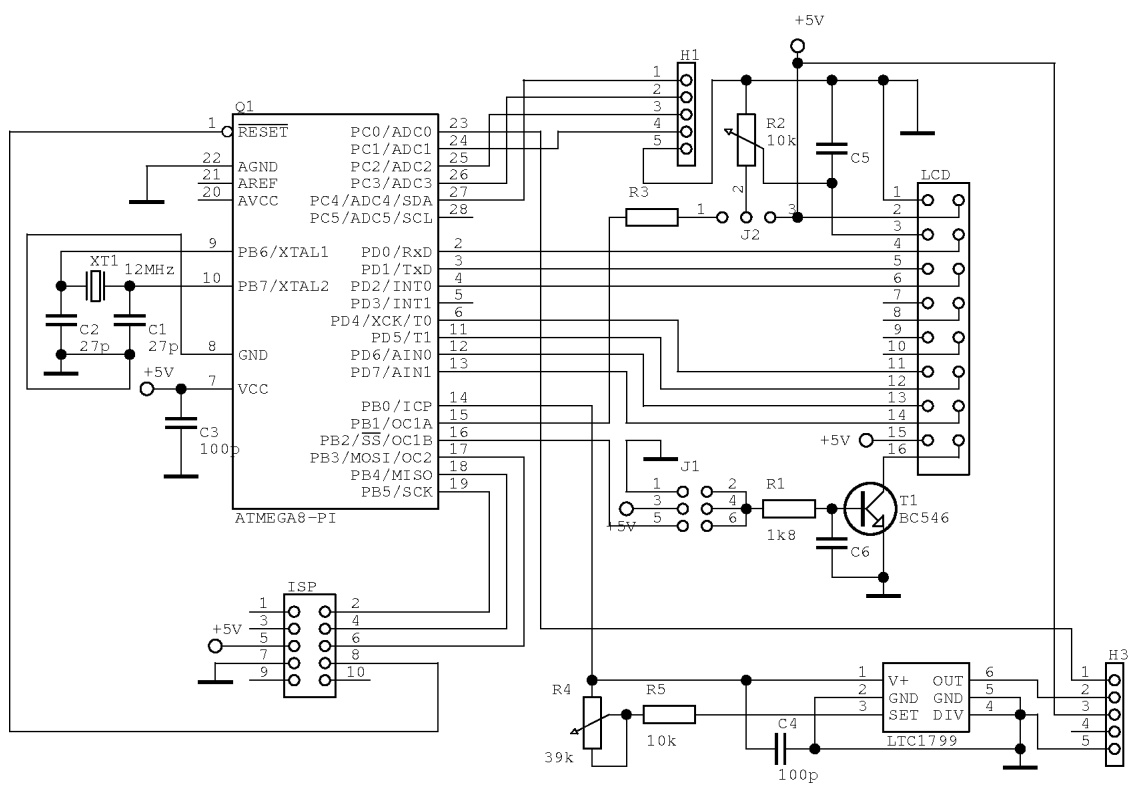 +5V
H1
1
2
3
4
5
Q1
1 RESET
22 AGND
21 AREF
20 AVCC
9 PB6/XTAL1
10 PB7/XTAL2
8 GND
7 VCC
PC0/ADC0 23
PC1/ADC1 24
PC2/ADC2 25
PC3/ADC3 26
PC4/ADC4/SDA 27
PC5/ADC5/SCL 28
PD0/RxD 2
PD1/TxD 3
PD2/INT0 4
PD3/INT1 5
PD4/XCK/T0 6
PD5/T1 11
PD6/AIN0 12
PD7/AIN1 13
PB0/ICP 14
PB1/OC1A 15
PB2/SS/OC1B 16
PB3/MOSI/OC2 17
PB4/MISO 18
PB5/SCK 19
ATMEGA8-PI
XT1
12MHz
C2
27p
C1
27p
+5V
C3
100p
R2
10k
C5
R3
1
2
3
J2
LCD
1
2
3
4
5
6
7
8
9
10
11
12
13
14
+5V 15
16
J1
1 2
3 4
5 6
+5V
R1
1k8
C6
T1
BC546
ISP
1 2
3 4
5 6
7 8
9 10
+5V
R4
39k
R5
10k
C4
100p
1 V+ OUT 6
2 GND GND 5
3 SET DIV 4
LTC1799
H3
1
2
3
4
5